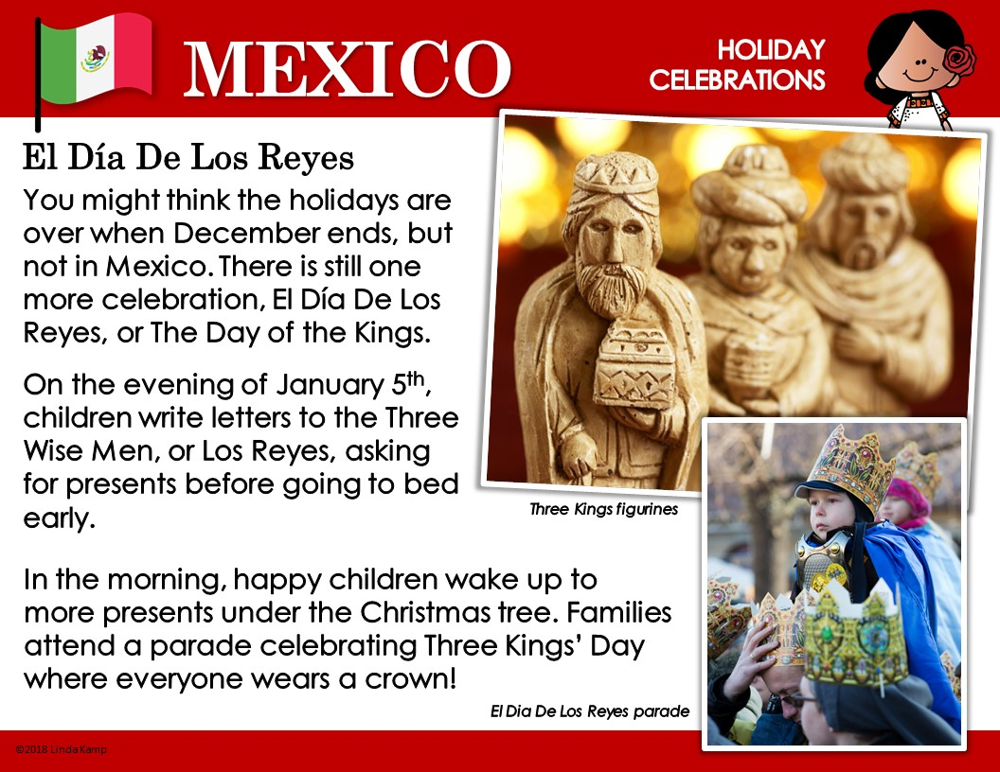 MEXICO
HOLIDAY
CELEBRATIONS
El Día De Los Reyes
You might think the holidays are
over when December ends, but
not in Mexico. There is still one
more celebration, El Día De Los
Reyes, or The Day of the Kings.
On the evening of January 5th,
children write letters to the Three
Wise Men, or Los Reyes, asking
for presents before going to bed
early.
Three Kings figurines
In the morning, happy children wake up to
more presents under the Christmas tree. Families
attend a parade celebrating Three Kings’ Day
where everyone wears a crown!
El Dia De Los Reyes parade
©2018 Linda Kamp